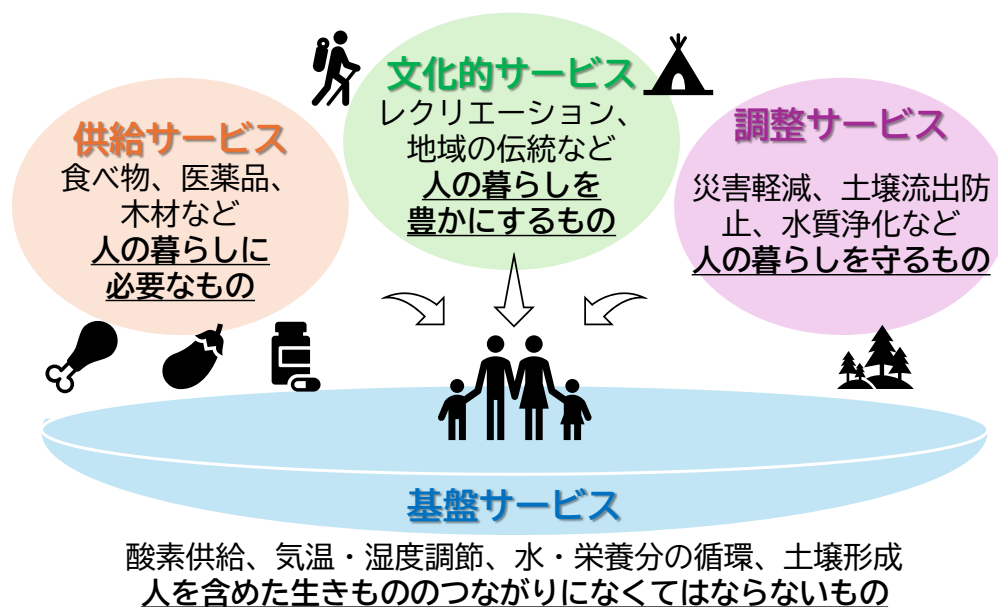 文化的サービス
レクリエーション、
地域の伝統など
人の暮らしを
豊かにするもの
供給サービス
食べ物、医薬品、
木材など
人の暮らしに
必要なもの
調整サービス
災害軽減、土壌流出防
止、水質浄化など
人の暮らしを守るもの
基盤サービス
酸素供給、気温・湿度調節、水・栄養分の循環、土壌形成
人を含めた生きもののつながりになくてはならないもの